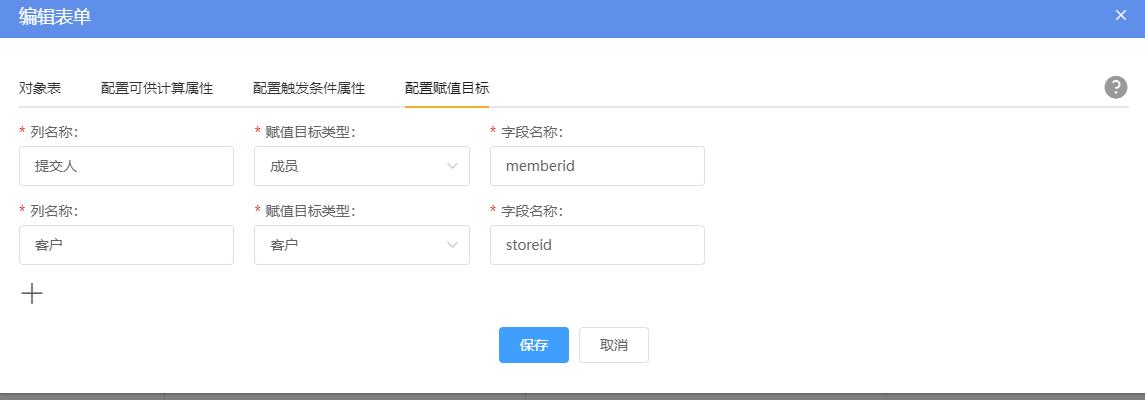 编辑表单
对象表 配置可供计算属性 配置触发条件属性 配置赋值目标 ?
* 列名称: * 赋值目标类型: * 字段名称:
提交人 成员 memberid
* 列名称: * 赋值目标类型: * 字段名称:
客户 客户 storeid
保存 取消